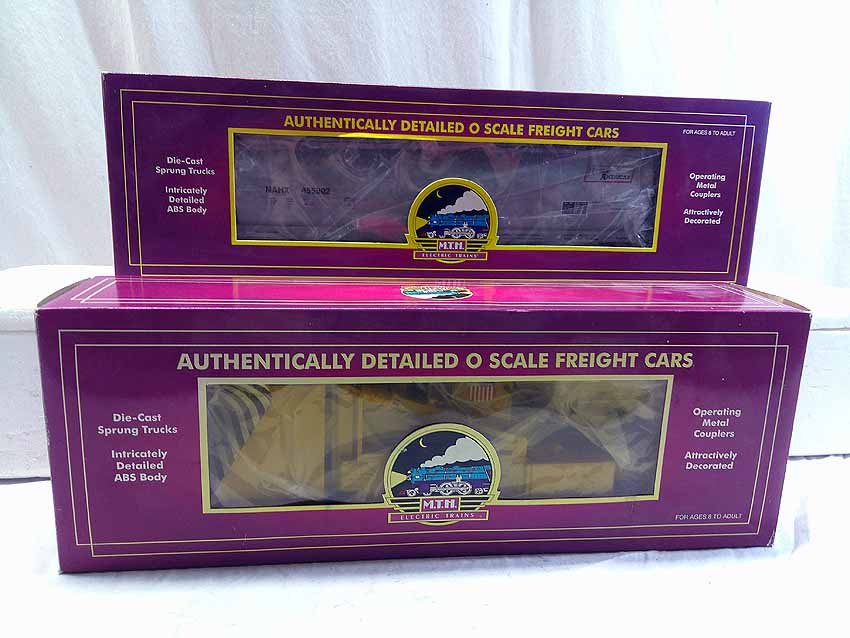 AUTHENTICALLY DETAILED O SCALE FREIGHT CARS
FOR AGES 8 TO ADULT
Die-Cast
Sprung Trucks
Intricately
Detailed
ABS Body
NAHX 455002
AMERICAN
Operating
Metal
Couplers
Attractively
Decorated
M.T.H.
ELECTRIC TRAINS
AUTHENTICALLY DETAILED O SCALE FREIGHT CARS
Die-Cast
Sprung Trucks
Intricately
Detailed
ABS Body
Operating
Metal
Couplers
Attractively
Decorated
M.T.H.
ELECTRIC TRAINS
FOR AGES 8 TO ADULT